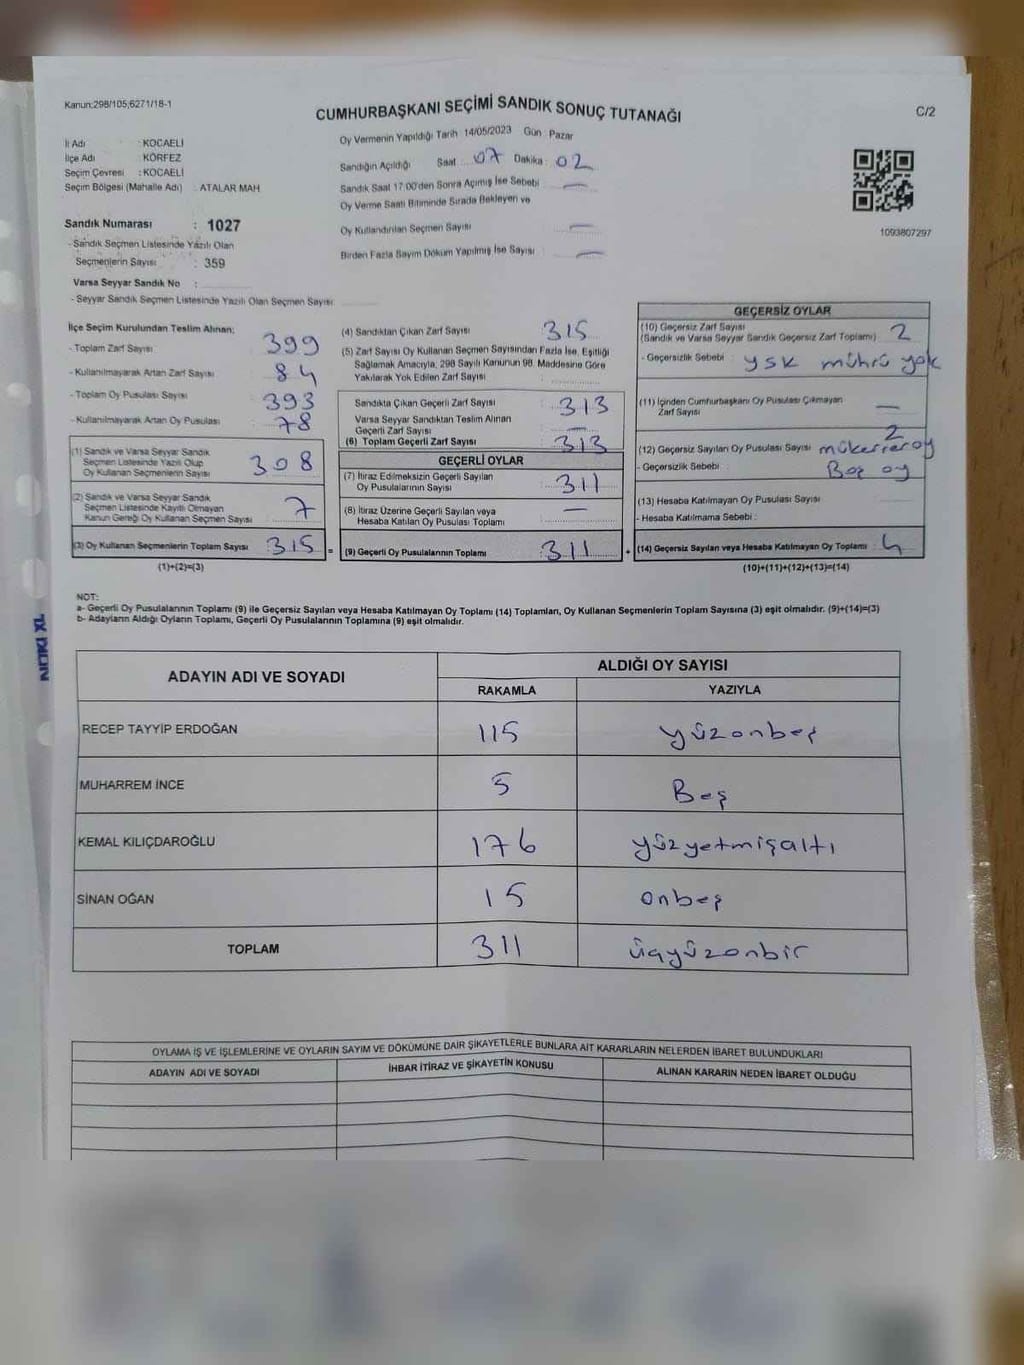 Kanun:298/105;6271/18-1
CUMHURBAŞKANI SEÇİMİ SANDIK SONUÇ TUTANAĞI
C/2
İl Adı : KOCAELİ
İlçe Adı : KÖRFEZ
Seçim Çevresi : KOCAELİ
Seçim Bölgesi (Mahalle Adı) : ATALAR MAH
Oy Vermenin Yapıldığı Tarih 14/05/2023 Gün : Pazar
Sandığın Açıldığı Saat : 07 Dakika : 02
Sandık Saat 17:00'den Sonra Açımış İse Sebebi : —
Oy Verme Saati Bitiminde Sırada Bekleyen ve
Oy Kullandırılan Seçmen Sayısı : —
Birden Fazla Sayım Döküm Yapılmış İse Sayısı : —
1093807297
Sandık Numarası : 1027
- Sandık Seçmen Listesinde Yazılı Olan
Seçmenlerin Sayısı : 359
Varsa Seyyar Sandık No :
- Seyyar Sandık Seçmen Listesinde Yazılı Olan Seçmen Sayısı :
İlçe Seçim Kurulundan Teslim Alınan;
- Toplam Zarf Sayısı : 399
- Kullanılmayarak Artan Zarf Sayısı : 84
- Toplam Oy Pusulası Sayısı : 393
- Kullanılmayarak Artan Oy Pusulası : 78
(1) Sandık ve Varsa Seyyar Sandık
Seçmen Listesinde Yazılı Olup
Oy Kullanan Seçmenlerin Sayısı : 308
(2) Sandık ve Varsa Seyyar Sandık
Seçmen Listesinde Kayıtlı Olmayan
Kanun Gereği Oy Kullanan Seçmen Sayısı : 7
(3) Oy Kullanan Seçmenlerin Toplam Sayısı : 315 =
(1)+(2)=(3)
(4) Sandıktan Çıkan Zarf Sayısı : 315
(5) Zarf Sayısı Oy Kullanan Seçmen Sayısından Fazla İse, Eşitliği
Sağlamak Amacıyla, 298 Sayılı Kanunun 98. Maddesine Göre
Yakılarak Yok Edilen Zarf Sayısı :
Sandıkta Çıkan Geçerli Zarf Sayısı : 313
Varsa Seyyar Sandıktan Teslim Alınan
Geçerli Zarf Sayısı : —
(6) Toplam Geçerli Zarf Sayısı : 313
GEÇERLİ OYLAR
(7) İtiraz Edilmeksizin Geçerli Sayılan
Oy Pusulalarının Sayısı : 311
(8) İtiraz Üzerine Geçerli Sayılan veya
Hesaba Katılan Oy Pusulası Toplamı : —
(9) Geçerli Oy Pusulalarının Toplamı : 311 +
GEÇERSİZ OYLAR
(10) Geçersiz Zarf Sayısı
(Sandık ve Varsa Seyyar Sandık Geçersiz Zarf Toplamı) : 2
- Geçersizlik Sebebi : YSK mührü yok
(11) İçinden Cumhurbaşkanı Oy Pusulası Çıkmayan
Zarf Sayısı : —
(12) Geçersiz Sayılan Oy Pusulası Sayısı : 2 mükerrer oy
- Geçersizlik Sebebi : Boş oy
(13) Hesaba Katılmayan Oy Pusulası Sayısı :
- Hesaba Katılmama Sebebi :
(14) Geçersiz Sayılan veya Hesaba Katılmayan Oy Toplamı : 4
(10)+(11)+(12)+(13)=(14)
NOT:
a- Geçerli Oy Pusulalarının Toplamı (9) ile Geçersiz Sayılan veya Hesaba Katılmayan Oy Toplamı (14) Toplamları, Oy Kullanan Seçmenlerin Toplam Sayısına (3) eşit olmalıdır. (9)+(14)=(3)
b- Adayların Aldığı Oyların Toplamı, Geçerli Oy Pusulalarının Toplamına (9) eşit olmalıdır.
ADAYIN ADI VE SOYADI
ALDIĞI OY SAYISI
RAKAMLA YAZIYLA
RECEP TAYYİP ERDOĞAN 115 yüzonbeş
MUHARREM İNCE 5 Beş
KEMAL KILIÇDAROĞLU 176 yüzyetmişaltı
SİNAN OĞAN 15 onbeş
TOPLAM 311 üçyüzonbir
OYLAMA İŞ VE İŞLEMLERİNE VE OYLARIN SAYIM VE DÖKÜMÜNE DAİR ŞİKAYETLERLE BUNLARA AİT KARARLARIN NELERDEN İBARET BULUNDUKLARI
ADAYIN ADI VE SOYADI İHBAR İTİRAZ VE ŞİKAYETİN KONUSU ALINAN KARARIN NEDEN İBARET OLDUĞU